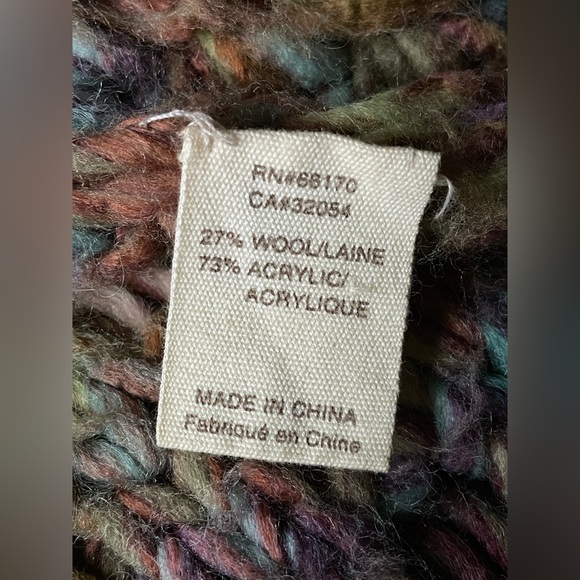 RN#66170
CA#32054
27% WOOL/LAINE
73% ACRYLIC/
ACRYLIQUE
MADE IN CHINA
Fabriqué en Chine